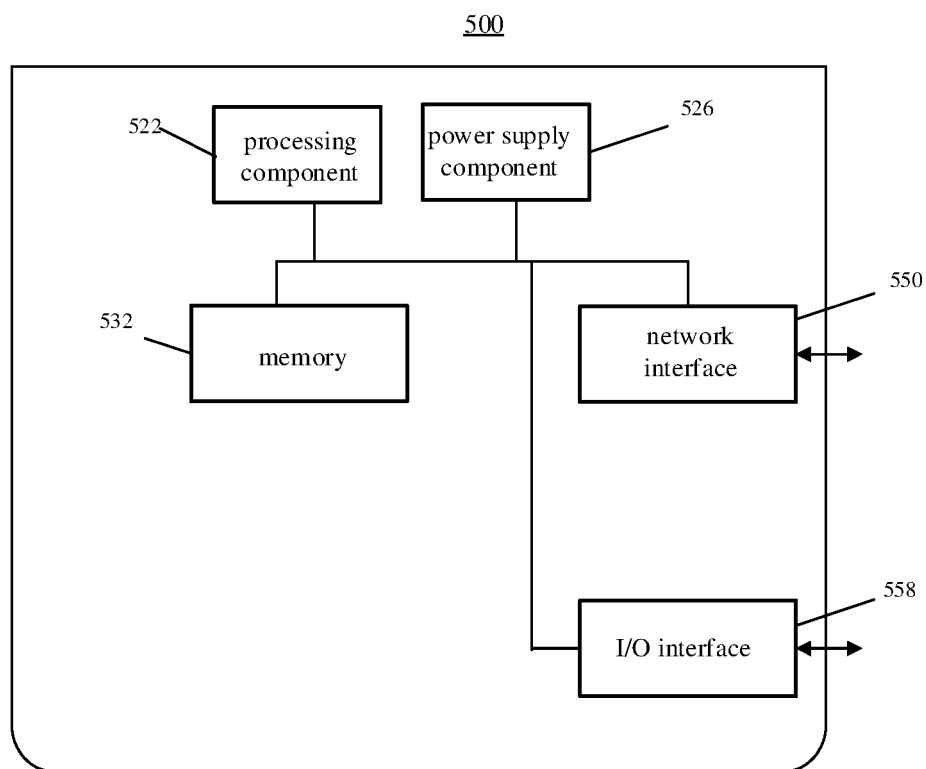 500
522
processing
component
power supply
component
526
532
memory
550
network
interface
558
I/O interface